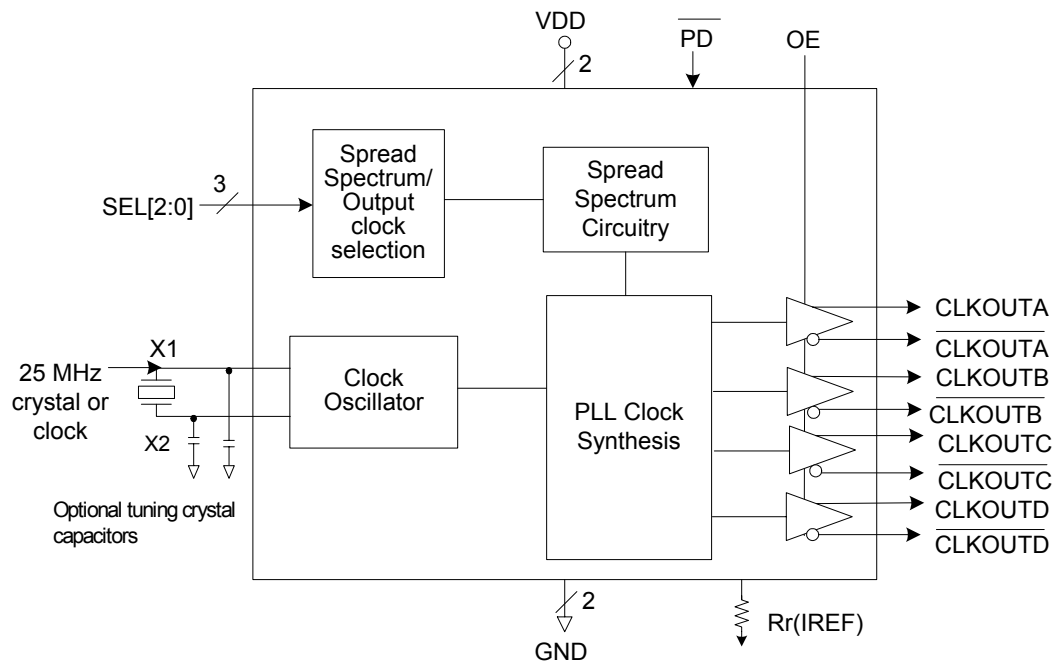 VDD
PD
OE
2
Spread
Spectrum/
Output
clock
selection
Spread
Spectrum
Circuitry
3
SEL[2:0]
CLKOUTA
CLKOUTA
CLKOUTB
CLKOUTB
CLKOUTC
CLKOUTC
CLKOUTD
CLKOUTD
X1
25 MHz
crystal or
clock
X2
Clock
Oscillator
PLL Clock
Synthesis
Optional tuning crystal
capacitors
2
GND
Rr(IREF)